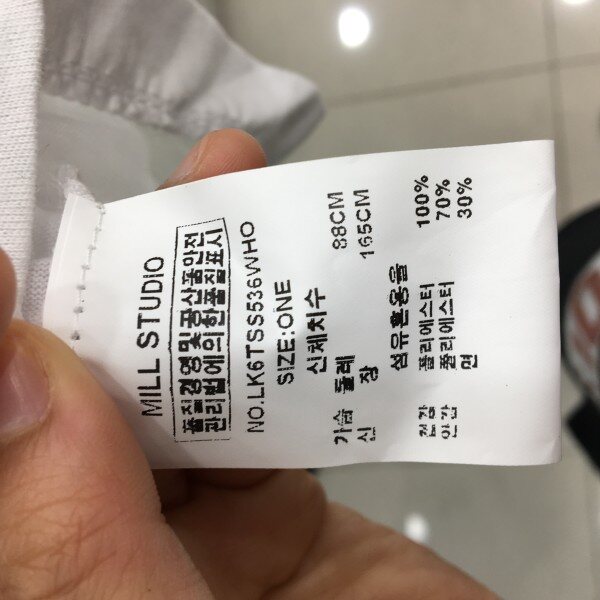 MILL STUDIO
품질경영및공산품안전
관리법에의한품질표시
NO.LK6TSS536WHO
SIZE:ONE
신체치수
가슴 둘레 88CM
신 장 165CM
섬유혼용율
겉감 폴리에스터 100%
안감 폴리에스터 70%
면 30%